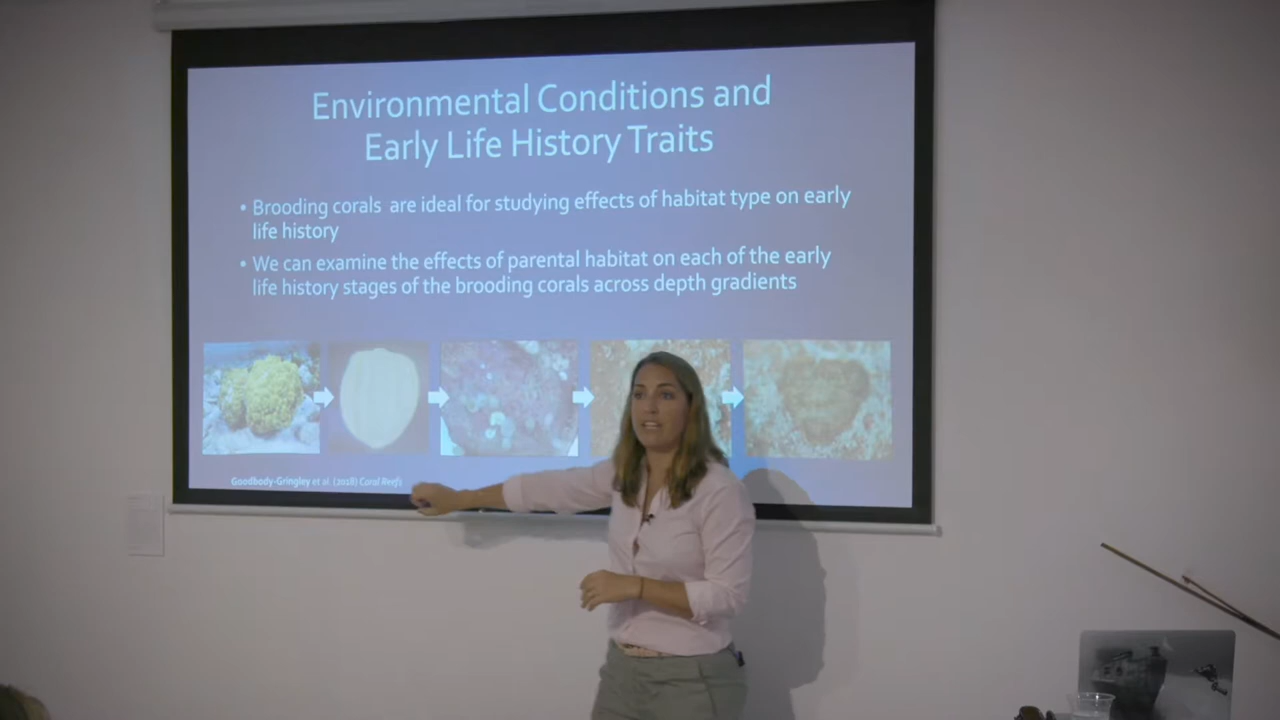 Environmental Conditions and
Early Life History Traits
• Brooding corals are ideal for studying effects of habitat type on early
life history
• We can examine the effects of parental habitat on each of the early
life history stages of the brooding corals across depth gradients
Goodbody-Gringley et al. (2018) Coral Reefs